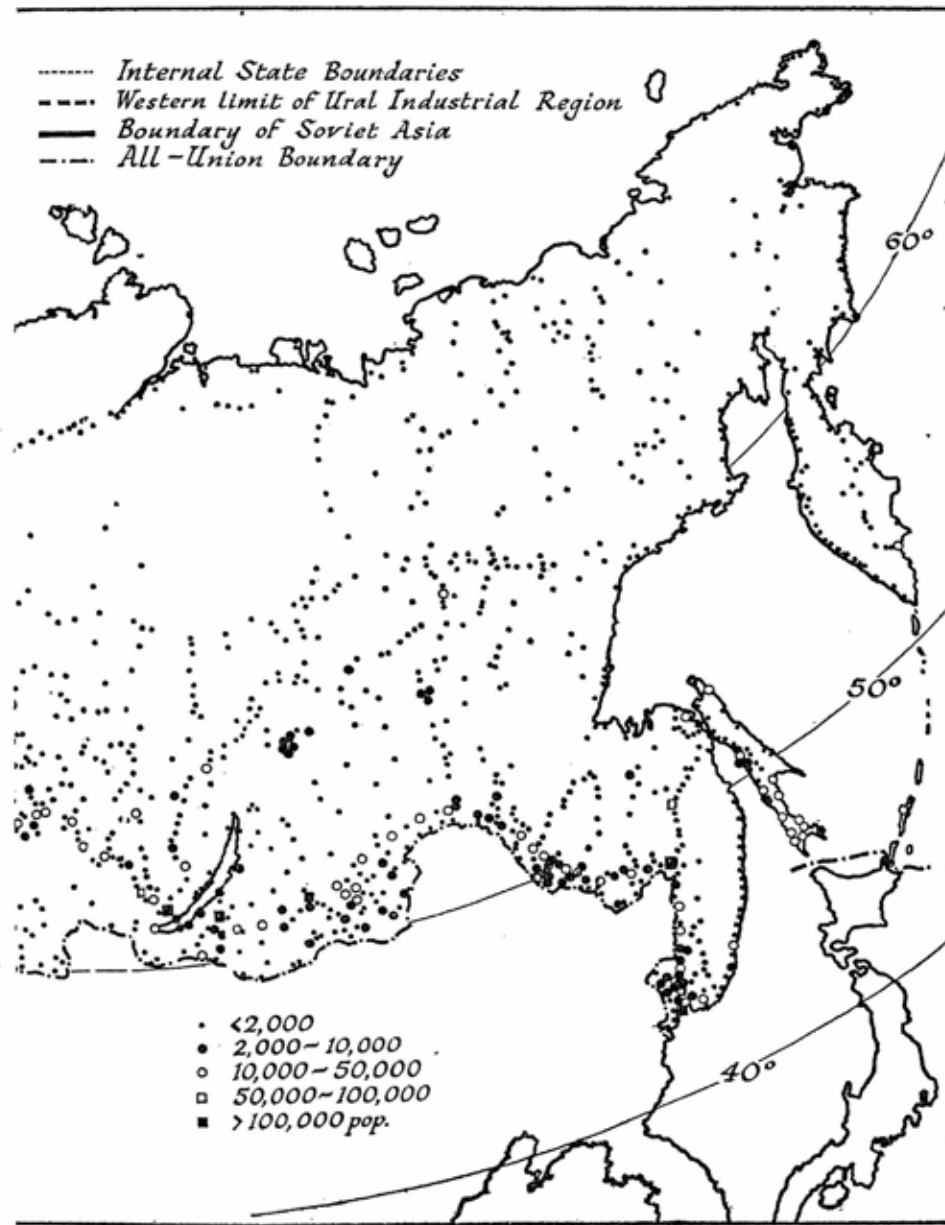 Internal State Boundaries
Western limit of Ural Industrial Region
Boundary of Soviet Asia
All-Union Boundary
60°
50°
40°
<2,000
2,000~10,000
10,000~50,000
50,000~100,000
>100,000 pop.